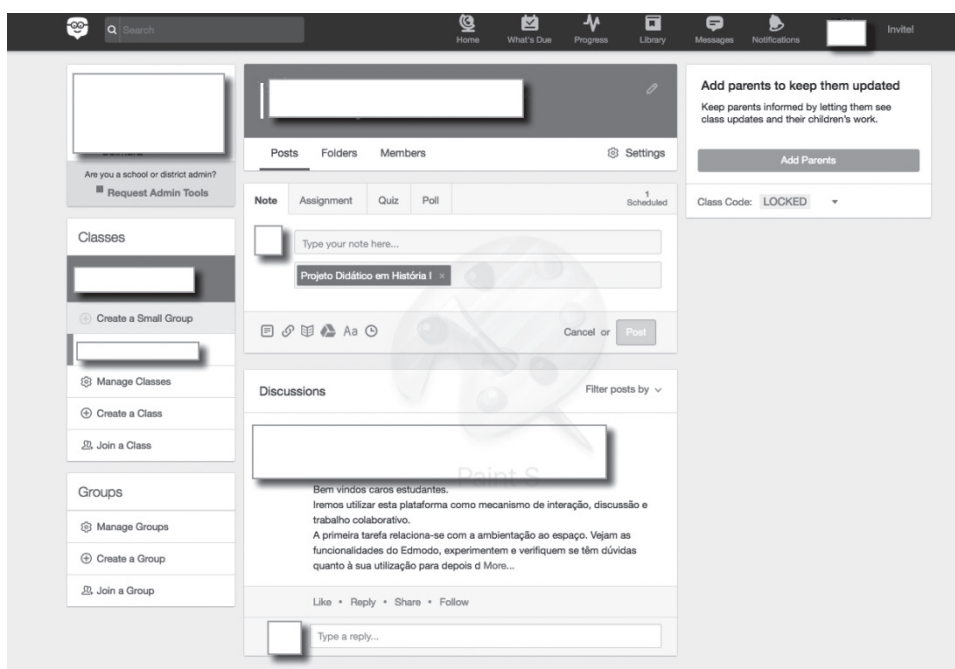 Search
Home
What's Due
Progress
Library
Messages
Notifications
Invite!
Are you a school or district admin?
Request Admin Tools
Classes
Create a Small Group
Manage Classes
Create a Class
Join a Class
Groups
Manage Groups
Create a Group
Join a Group
Posts Folders Members Settings
Note Assignment Quiz Poll
1
Scheduled
Type your note here...
Projeto Didático em História I ×
Aa
Cancel or Post
Discussions
Filter posts by
Paint S
Bem vindos caros estudantes.
Iremos utilizar esta plataforma como mecanismo de interação, discussão e
trabalho colaborativo.
A primeira tarefa relaciona-se com a ambientação ao espaço. Vejam as
funcionalidades do Edmodo, experimentem e verifiquem se têm dúvidas
quanto à sua utilização para depois d More...
Like • Reply • Share • Follow
Type a reply...
Add parents to keep them updated
Keep parents informed by letting them see
class updates and their children's work.
Add Parents
Class Code: LOCKED